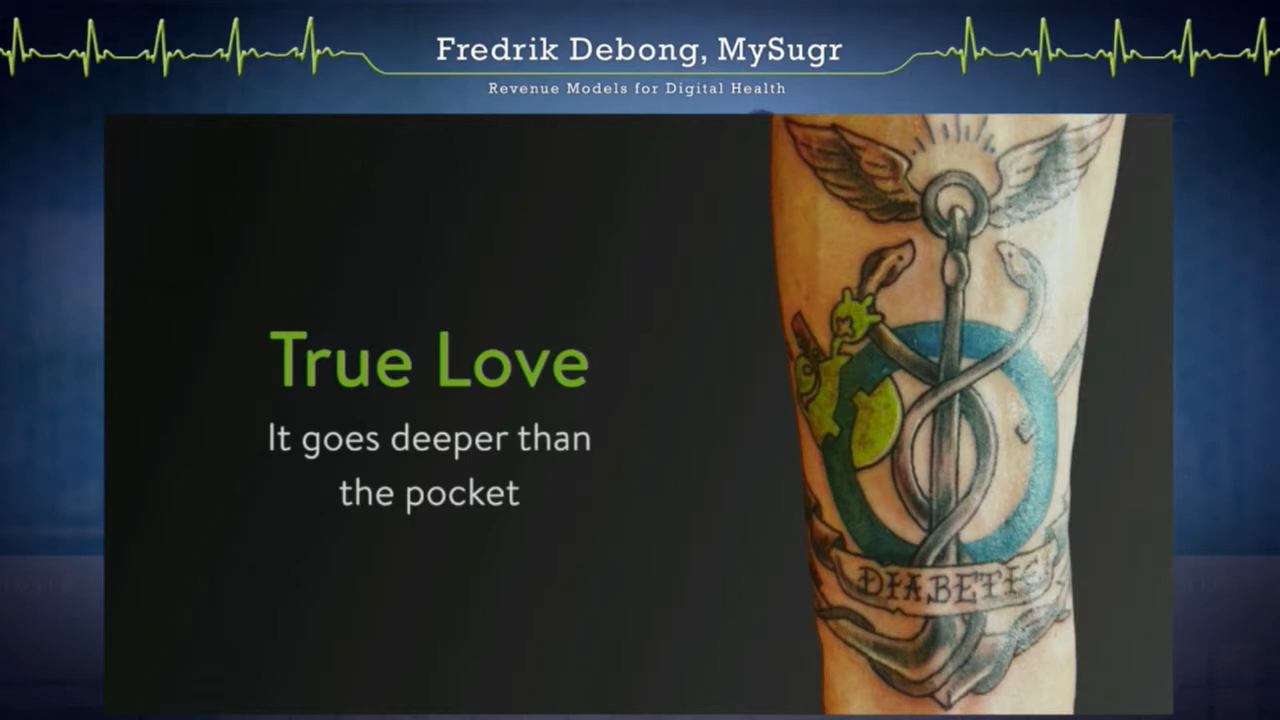 Fredrik Debong, MySugr
Revenue Models for Digital Health
True Love
It goes deeper than
the pocket
DIABETIC